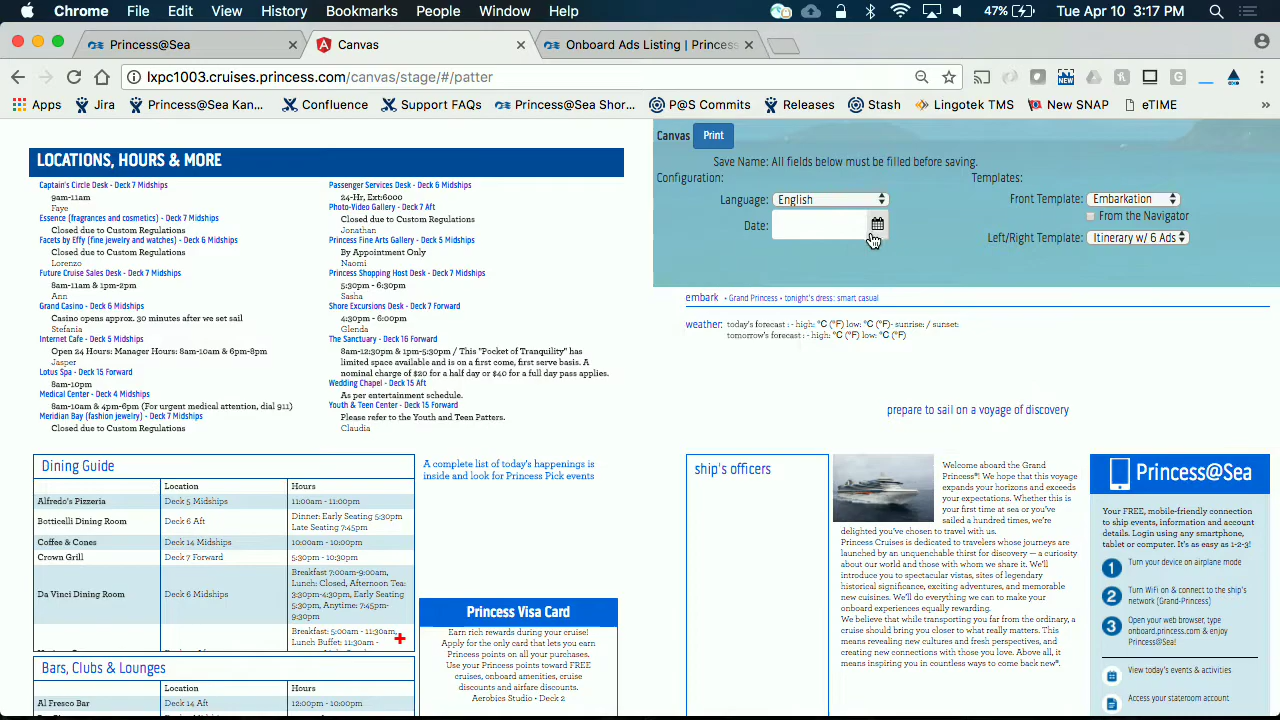 Chrome File Edit View History Bookmarks People Window Help 47% Tue Apr 10 3:17 PM
Princess@Sea Canvas Onboard Ads Listing | Princess
lxpc1003.cruises.princess.com/canvas/stage/#/patter
Apps Jira Princess@Sea Kan... Confluence Support FAQs Princess@Sea Shor... P@S Commits Releases Stash Lingotek TMS New SNAP eTIME »
LOCATIONS, HOURS & MORE
Captain's Circle Desk - Deck 7 Midships
9am-11am
Faye
Essence (fragrances and cosmetics) - Deck 7 Midships
Closed due to Custom Regulations
Facets by Effy (fine jewelry and watches) - Deck 6 Midships
Closed due to Custom Regulations
Lorenzo
Future Cruise Sales Desk - Deck 7 Midships
8am-11am & 1pm-2pm
Ann
Grand Casino - Deck 6 Midships
Casino opens approx. 30 minutes after we set sail
Stefania
Internet Cafe - Deck 5 Midships
Open 24 Hours: Manager Hours: 8am-10am & 6pm-8pm
Jasper
Lotus Spa - Deck 15 Forward
8am-10pm
Medical Center - Deck 4 Midships
8am-10am & 4pm-6pm (For urgent medical attention, dial 911)
Meridian Bay (fashion jewelry) - Deck 7 Midships
Closed due to Custom Regulations
Passenger Services Desk - Deck 6 Midships
24-Hr, Ext:6000
Photo-Video Gallery - Deck 7 Aft
Closed due to Custom Regulations
Jonathan
Princess Fine Arts Gallery - Deck 5 Midships
By Appointment Only
Naomi
Princess Shopping Host Desk - Deck 7 Midships
5:30pm - 6:30pm
Sasha
Shore Excursions Desk - Deck 7 Forward
4:30pm - 6:00pm
Glenda
The Sanctuary - Deck 16 Forward
8am-12:30pm & 1pm-5:30pm / This "Pocket of Tranquility" has
limited space available and is on a first come, first serve basis. A
nominal charge of $20 for a half day or $40 for a full day pass applies.
Wedding Chapel - Deck 15 Aft
As per entertainment schedule.
Youth & Teen Center - Deck 15 Forward
Please refer to the Youth and Teen Patters.
Claudia
Canvas Print
Save Name: All fields below must be filled before saving.
Configuration: Templates:
Language: English Front Template: Embarkation
From the Navigator
Date:
Left/Right Template: Itinerary w/ 6 Ads
embark • Grand Princess • tonight's dress: smart casual
weather: today's forecast : - high: °C (°F) low: °C (°F)- sunrise: / sunset:
tomorrow's forecast : - high: °C (°F) low: °C (°F)
prepare to sail on a voyage of discovery
Dining Guide
Location Hours
Alfredo's Pizzeria Deck 5 Midships 11:00am - 11:00pm
Botticelli Dining Room Deck 6 Aft Dinner: Early Seating 5:30pm
Late Seating 7:45pm
Coffee & Cones Deck 14 Midships 10:00am - 10:00pm
Crown Grill Deck 7 Forward 5:30pm - 10:30pm
Da Vinci Dining Room Deck 6 Midships Breakfast 7:00am-9:00am,
Lunch: Closed, Afternoon Tea:
3:30pm-4:30pm, Early Seating
5:30pm, Anytime: 7:45pm-
9:30pm
Breakfast: 5:00am - 11:30am,
Lunch Buffet: 11:30am -
Bars, Clubs & Lounges
Location Hours
Al Fresco Bar Deck 14 Aft 12:00pm - 10:00pm
A complete list of today's happenings is
inside and look for Princess Pick events
Princess Visa Card
Earn rich rewards during your cruise!
Apply for the only card that lets you earn
Princess points on all your purchases.
Use your Princess points toward FREE
cruises, onboard amenities, cruise
discounts and airfare discounts.
Aerobics Studio • Deck 2
ship's officers
Welcome aboard the Grand
Princess®! We hope that this voyage
expands your horizons and exceeds
your expectations. Whether this is
your first time at sea or you've
sailed a hundred times, we're
delighted you've chosen to travel with us.
Princess Cruises is dedicated to travelers whose journeys are
launched by an unquenchable thirst for discovery — a curiosity
about our world and those with whom we share it. We'll
introduce you to spectacular vistas, sites of legendary
historical significance, exciting adventures, and memorable
new cuisines. We'll do everything we can to make your
onboard experiences equally rewarding.
We believe that while transporting you far from the ordinary, a
cruise should bring you closer to what really matters. This
means revealing new cultures and fresh perspectives, and
creating new connections with those you love. Above all, it
means inspiring you in countless ways to come back new®.
Princess@Sea
Your FREE, mobile-friendly connection
to ship events, information and account
details. Login using any smartphone,
tablet or computer. It's as easy as 1-2-3!
1 Turn your device on airplane mode
2 Turn WiFi on & connect to the ship's
network (Grand-Princess)
3 Open your web browser, type
onboard.princess.com & enjoy
Princess@Sea!
View today's events & activities
Access your stateroom account